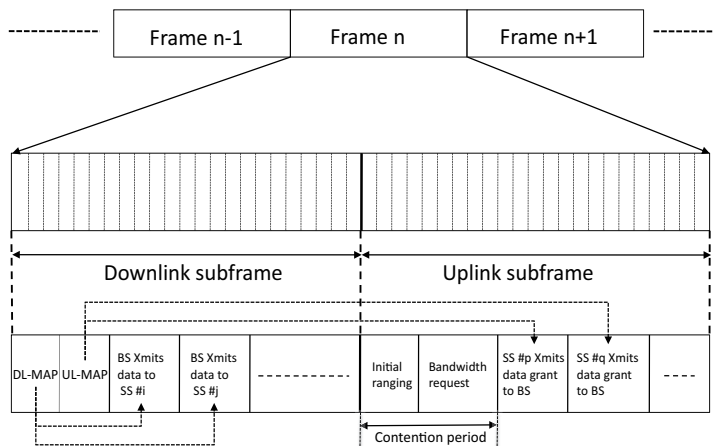 Frame n-1
Frame n
Frame n+1
Downlink subframe
Uplink subframe
DL-MAP
UL-MAP
BS Xmits
data to
SS #i
BS Xmits
data to
SS #j
Initial
ranging
Bandwidth
request
SS #p Xmits
data grant
to BS
SS #q Xmits
data grant
to BS
Contention period